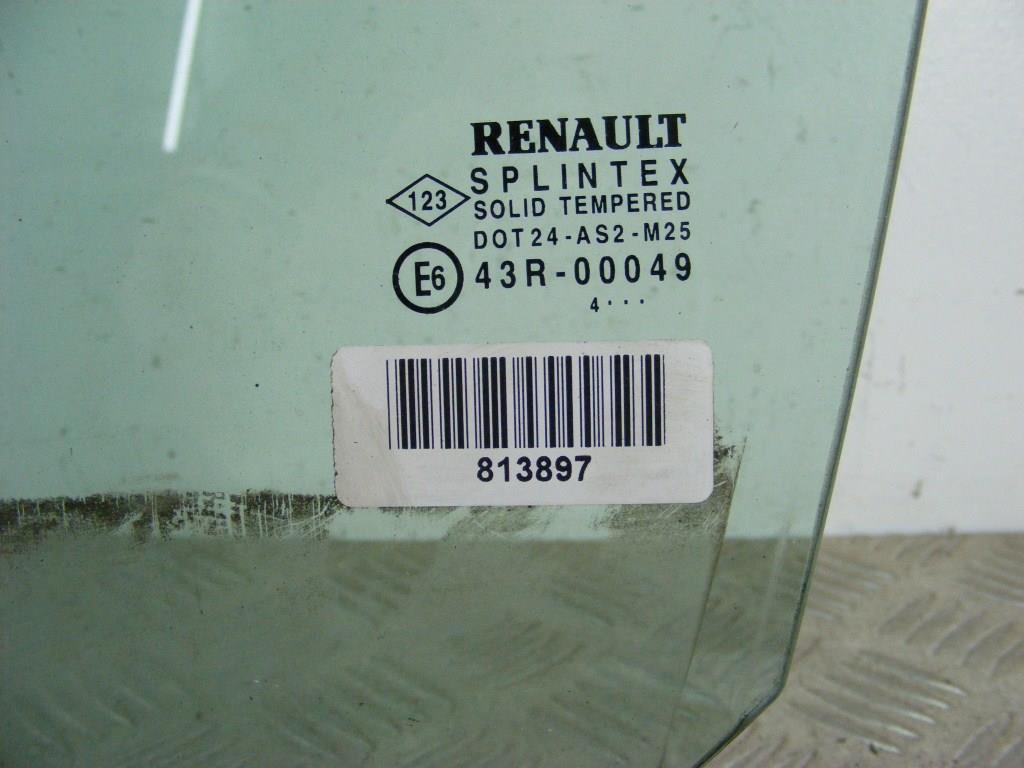 RENAULT
SPLINTEX
123
SOLID TEMPERED
DOT24-AS2-M25
E6 43R-00049
4···
813897